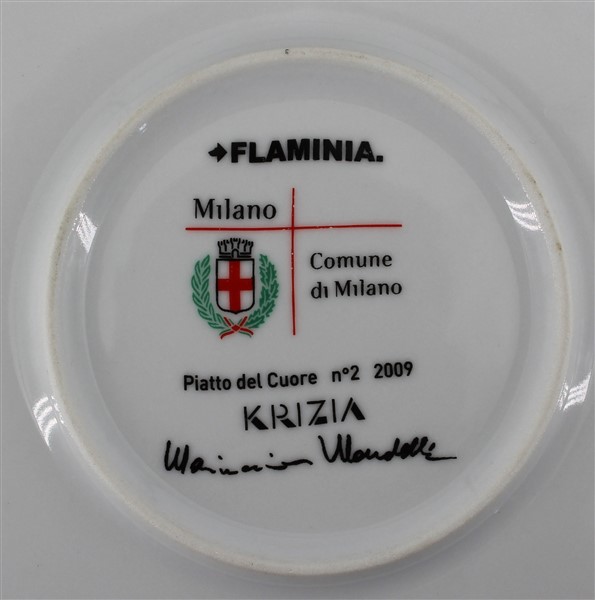 FLAMINIA.
Milano
Comune
di Milano
Piatto del Cuore n°2 2009
KRIZIA
Mariuccia Mandelli